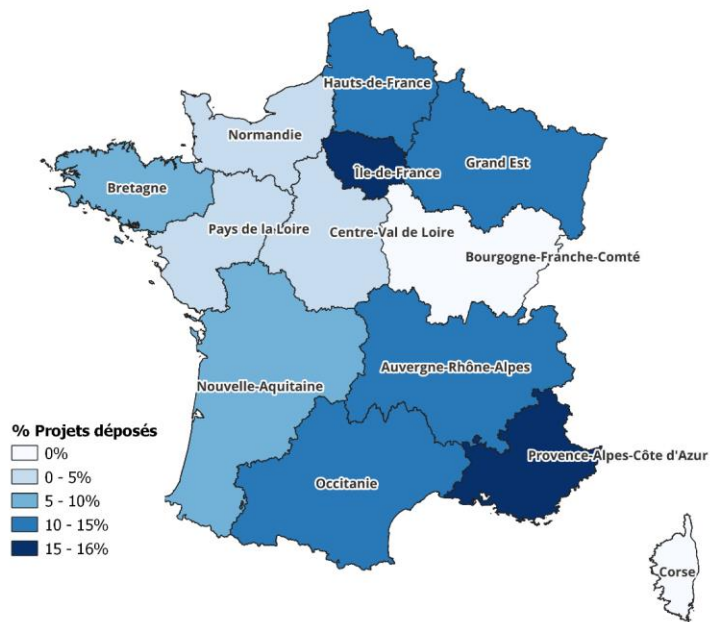 Hauts-de-France
Normandie
Île-de-France
Grand Est
Bretagne
Pays de la Loire
Centre-Val de Loire
Bourgogne-Franche-Comté
Auvergne-Rhône-Alpes
Nouvelle-Aquitaine
% Projets déposés
0%
0 - 5%
5 - 10%
10 - 15%
15 - 16%
Provence-Alpes-Côte d'Azur
Occitanie
Corse